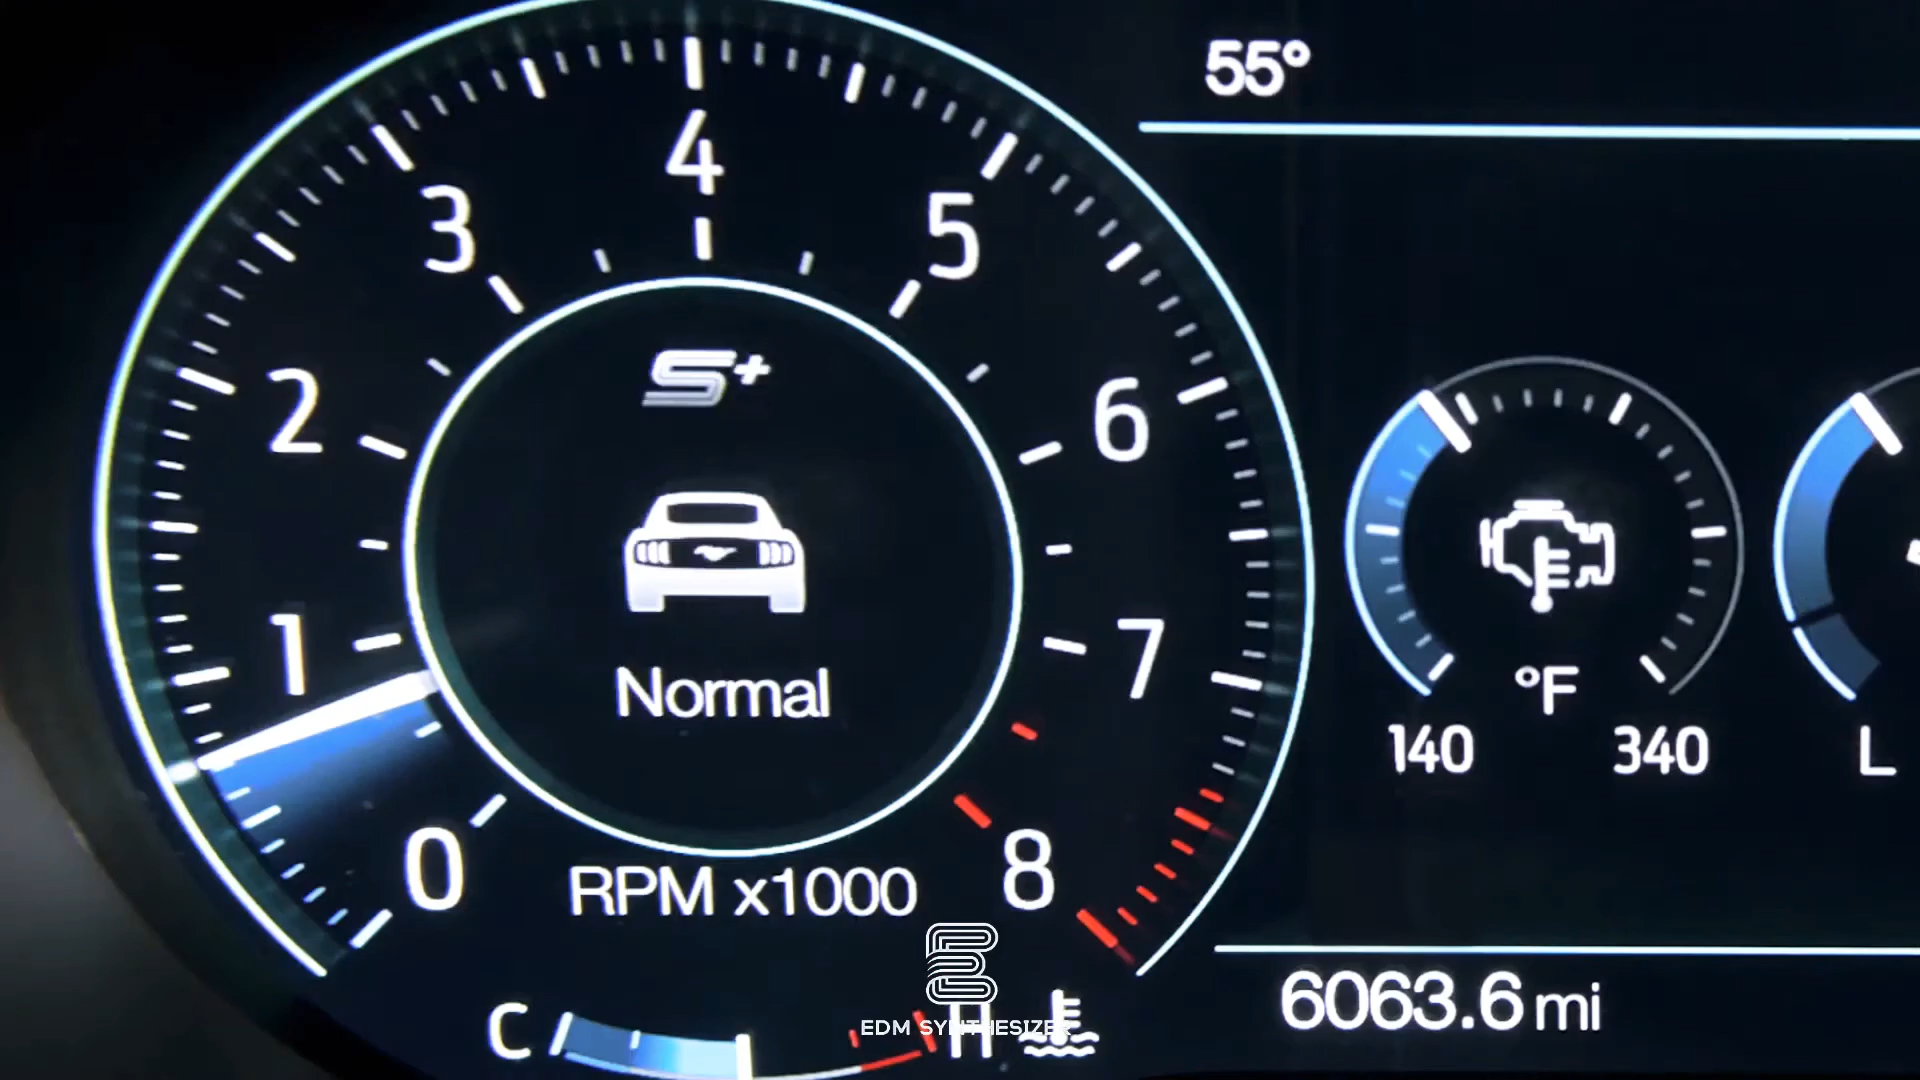 55°
4
3
5
S+
2
6
1
7
Normal
°F
140
340
L
0
8
RPM x1000
6063.6 mi
C
H
EDM SYNTHESIZER